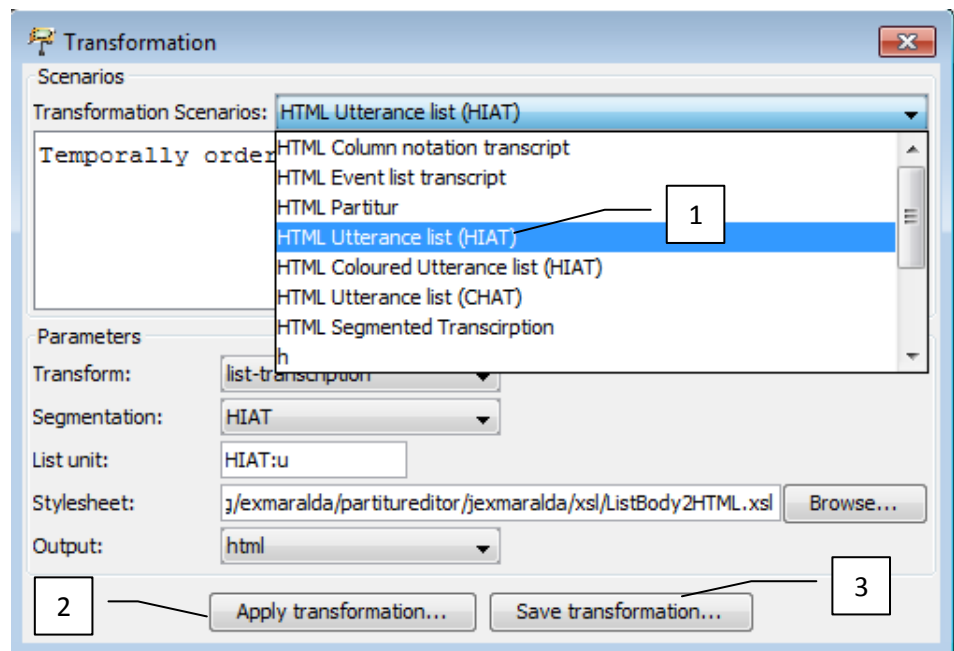 Transformation
Scenarios
Transformation Scenarios: HTML Utterance list (HIAT)
Temporally order
HTML Column notation transcript
HTML Event list transcript
HTML Partitur
1
HTML Utterance list (HIAT)
HTML Coloured Utterance list (HIAT)
HTML Utterance list (CHAT)
HTML Segmented Transcirption
h
Parameters
Transform: list-transcription
Segmentation: HIAT
List unit: HIAT:u
Stylesheet: g/exmaralda/partitureditor/jexmaralda/xsl/ListBody2HTML.xsl Browse...
Output: html
2
3
Apply transformation... Save transformation...